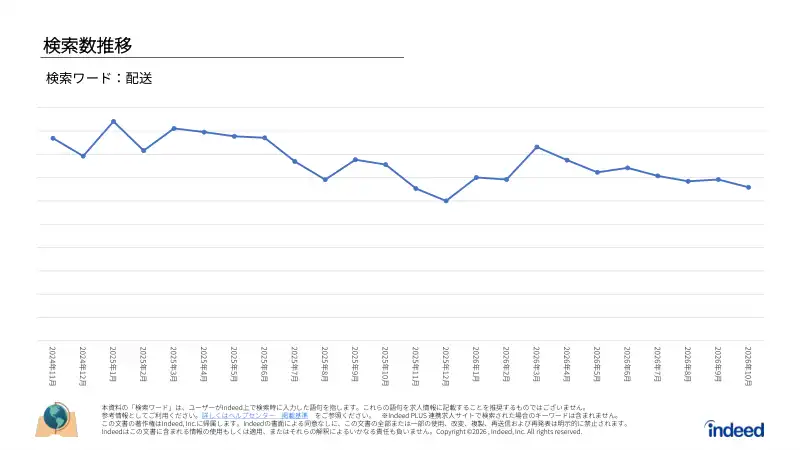 検索数推移
検索ワード：配送
2024年11月
2024年12月
2025年1月
2025年2月
2025年3月
2025年4月
2025年5月
2025年6月
2025年7月
2025年8月
2025年9月
2025年10月
2025年11月
2025年12月
2026年1月
2026年2月
2026年3月
2026年4月
2026年5月
2026年6月
2026年7月
2026年8月
2026年9月
2026年10月
本資料の「検索ワード」は、ユーザーがIndeed上で検索時に入力した語句を指します。これらの語句を求人情報に記載することを推奨するものではございません。
参考情報としてご利用ください。詳しくはヘルプセンター 掲載基準 をご参照ください。 ※Indeed PLUS 連携求人サイトで検索された場合のキーワードは含まれません。
この文書の著作権はIndeed, Inc.に帰属します。Indeedの書面による同意なしに、この文書の全部または一部の使用、改変、複製、再送信および再発表は明示的に禁止されます。
Indeedはこの文書に含まれる情報の使用もしくは適用、またはそれらの解釈によるいかなる責任も負いません。Copyright ©2026 , Indeed, Inc. All rights reserved.
indeed